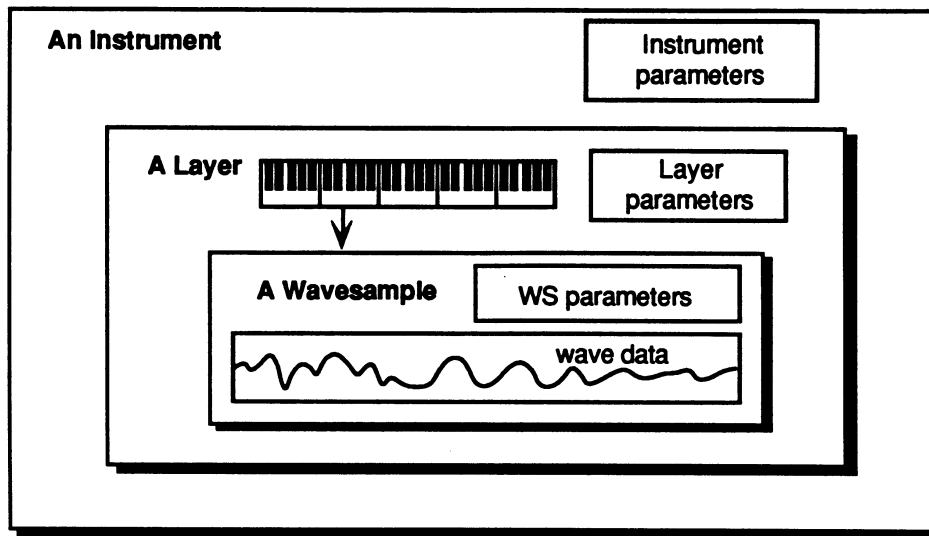 An Instrument
Instrument
parameters
A Layer
Layer
parameters
A Wavesample
WS parameters
wave data